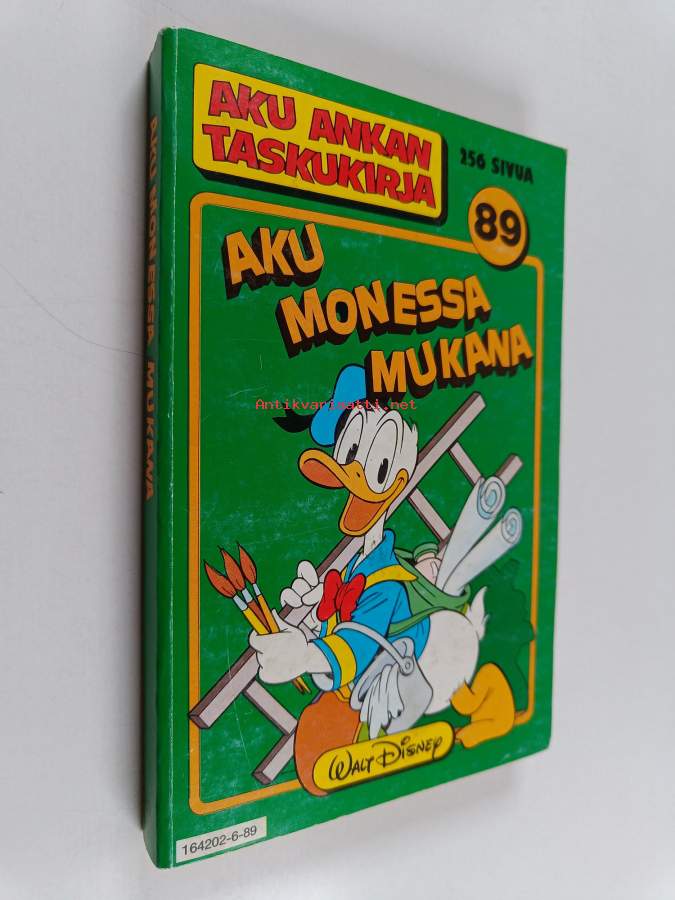 AKU ANKAN
TASKUKIRJA
256 SIVUA
89
AKU
MONESSA
MUKANA
Antikvariaatti.net
WALT DISNEY
164202-6-89
AKU MONESSA MUKANA